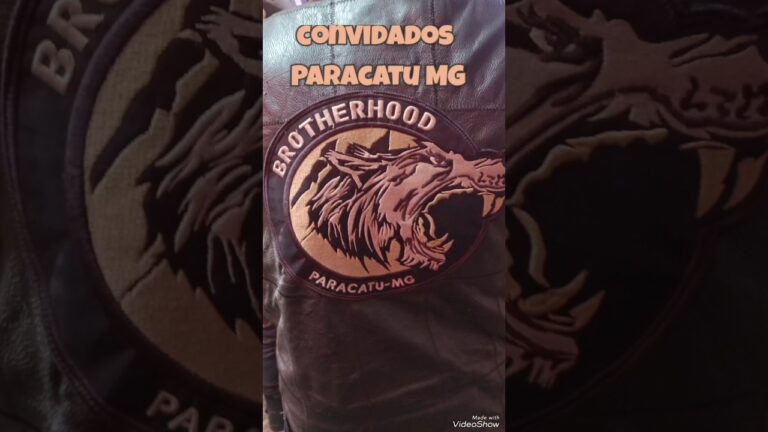 CONVIDADOS
PARACATU MG
BROTHERHOOD
PARACATU-MG
Made with
VideoShow